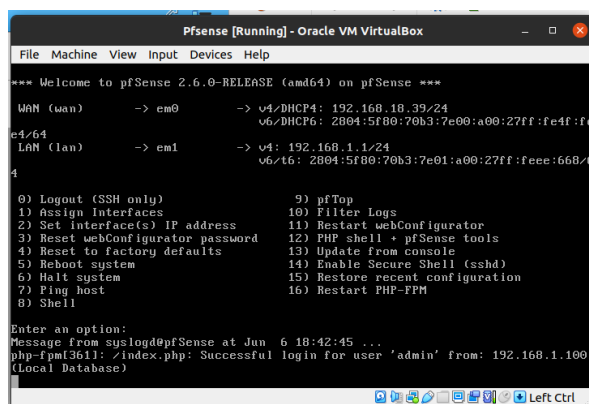 Pfsense [Running] - Oracle VM VirtualBox
File Machine View Input Devices Help
*** Welcome to pfSense 2.6.0-RELEASE (amd64) on pfSense ***
WAN (wan) -> em0 -> v4/DHCP4: 192.168.18.39/24
v6/DHCP6: 2804:5f80:70b3:7e00:a00:27ff:fe4f:f
e4/64
LAN (lan) -> em1 -> v4: 192.168.1.1/24
v6/t6: 2804:5f80:70b3:7e01:a00:27ff:feee:668/
4
0) Logout (SSH only) 9) pfTop
1) Assign Interfaces 10) Filter Logs
2) Set interface(s) IP address 11) Restart webConfigurator
3) Reset webConfigurator password 12) PHP shell + pfSense tools
4) Reset to factory defaults 13) Update from console
5) Reboot system 14) Enable Secure Shell (sshd)
6) Halt system 15) Restore recent configuration
7) Ping host 16) Restart PHP-FPM
8) Shell
Enter an option:
Message from syslogd@pfSense at Jun 6 18:42:45 ...
php-fpm[361]: /index.php: Successful login for user 'admin' from: 192.168.1.100
(Local Database)
Left Ctrl